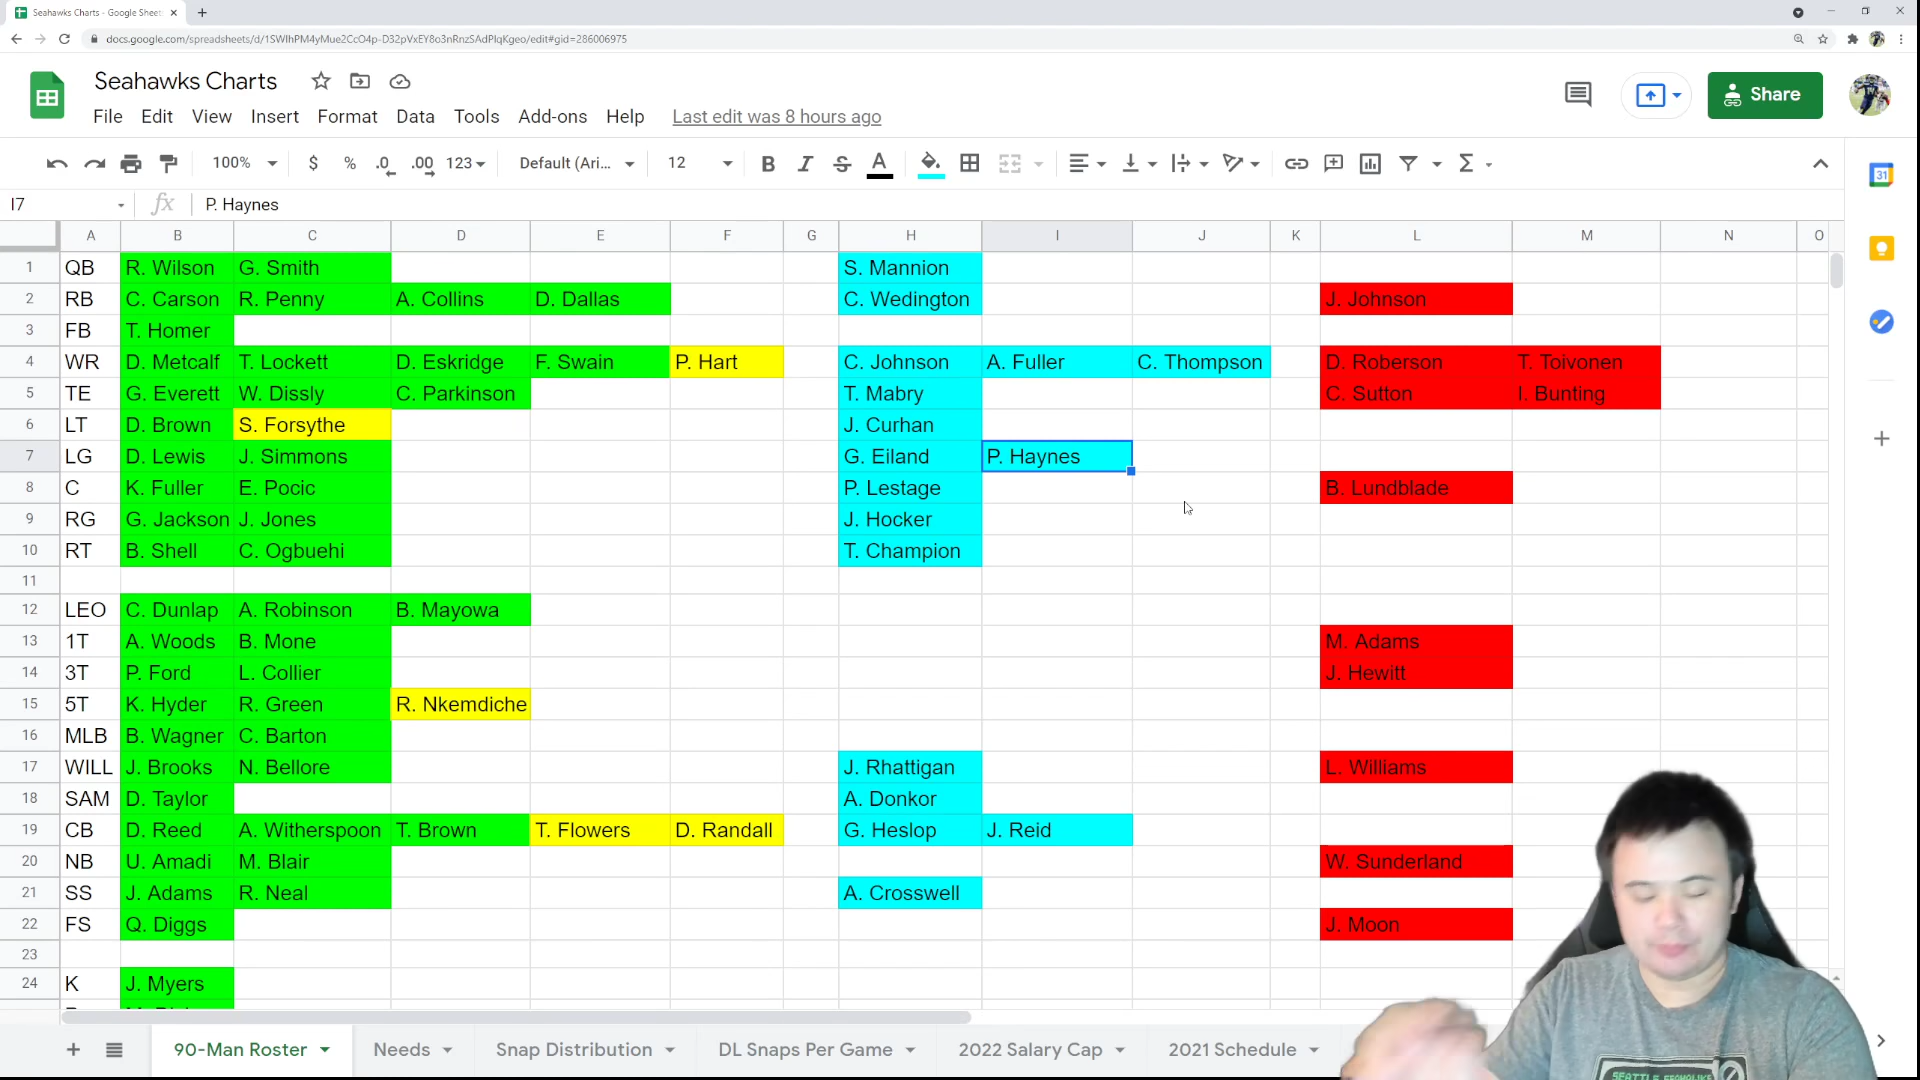 Seahawks Charts - Google Sheets
docs.google.com/spreadsheets/d/1SWlhPM4yMue2CcO4p-D32pVxEY8o3nRnzSAdPlqKgeo/edit#gid=286006975
Seahawks Charts
File Edit View Insert Format Data Tools Add-ons Help Last edit was 8 hours ago
Share
100% $ % .0 .00 123 Default (Ari... 12 B I S A
31
I7 fx P. Haynes
A B C D E F G H I J K L M N O
1 QB R. Wilson G. Smith S. Mannion
2 RB C. Carson R. Penny A. Collins D. Dallas C. Wedington J. Johnson
3 FB T. Homer
4 WR D. Metcalf T. Lockett D. Eskridge F. Swain P. Hart C. Johnson A. Fuller C. Thompson D. Roberson T. Toivonen
5 TE G. Everett W. Dissly C. Parkinson T. Mabry C. Sutton I. Bunting
6 LT D. Brown S. Forsythe J. Curhan
7 LG D. Lewis J. Simmons G. Eiland P. Haynes
8 C K. Fuller E. Pocic P. Lestage B. Lundblade
9 RG G. Jackson J. Jones J. Hocker
10 RT B. Shell C. Ogbuehi T. Champion
11
12 LEO C. Dunlap A. Robinson B. Mayowa
13 1T A. Woods B. Mone M. Adams
14 3T P. Ford L. Collier J. Hewitt
15 5T K. Hyder R. Green R. Nkemdiche
16 MLB B. Wagner C. Barton
17 WILL J. Brooks N. Bellore J. Rhattigan L. Williams
18 SAM D. Taylor A. Donkor
19 CB D. Reed A. Witherspoon T. Brown T. Flowers D. Randall G. Heslop J. Reid
20 NB U. Amadi M. Blair W. Sunderland
21 SS J. Adams R. Neal A. Crosswell
22 FS Q. Diggs J. Moon
23
24 K J. Myers
90-Man Roster Needs Snap Distribution DL Snaps Per Game 2022 Salary Cap 2021 Schedule